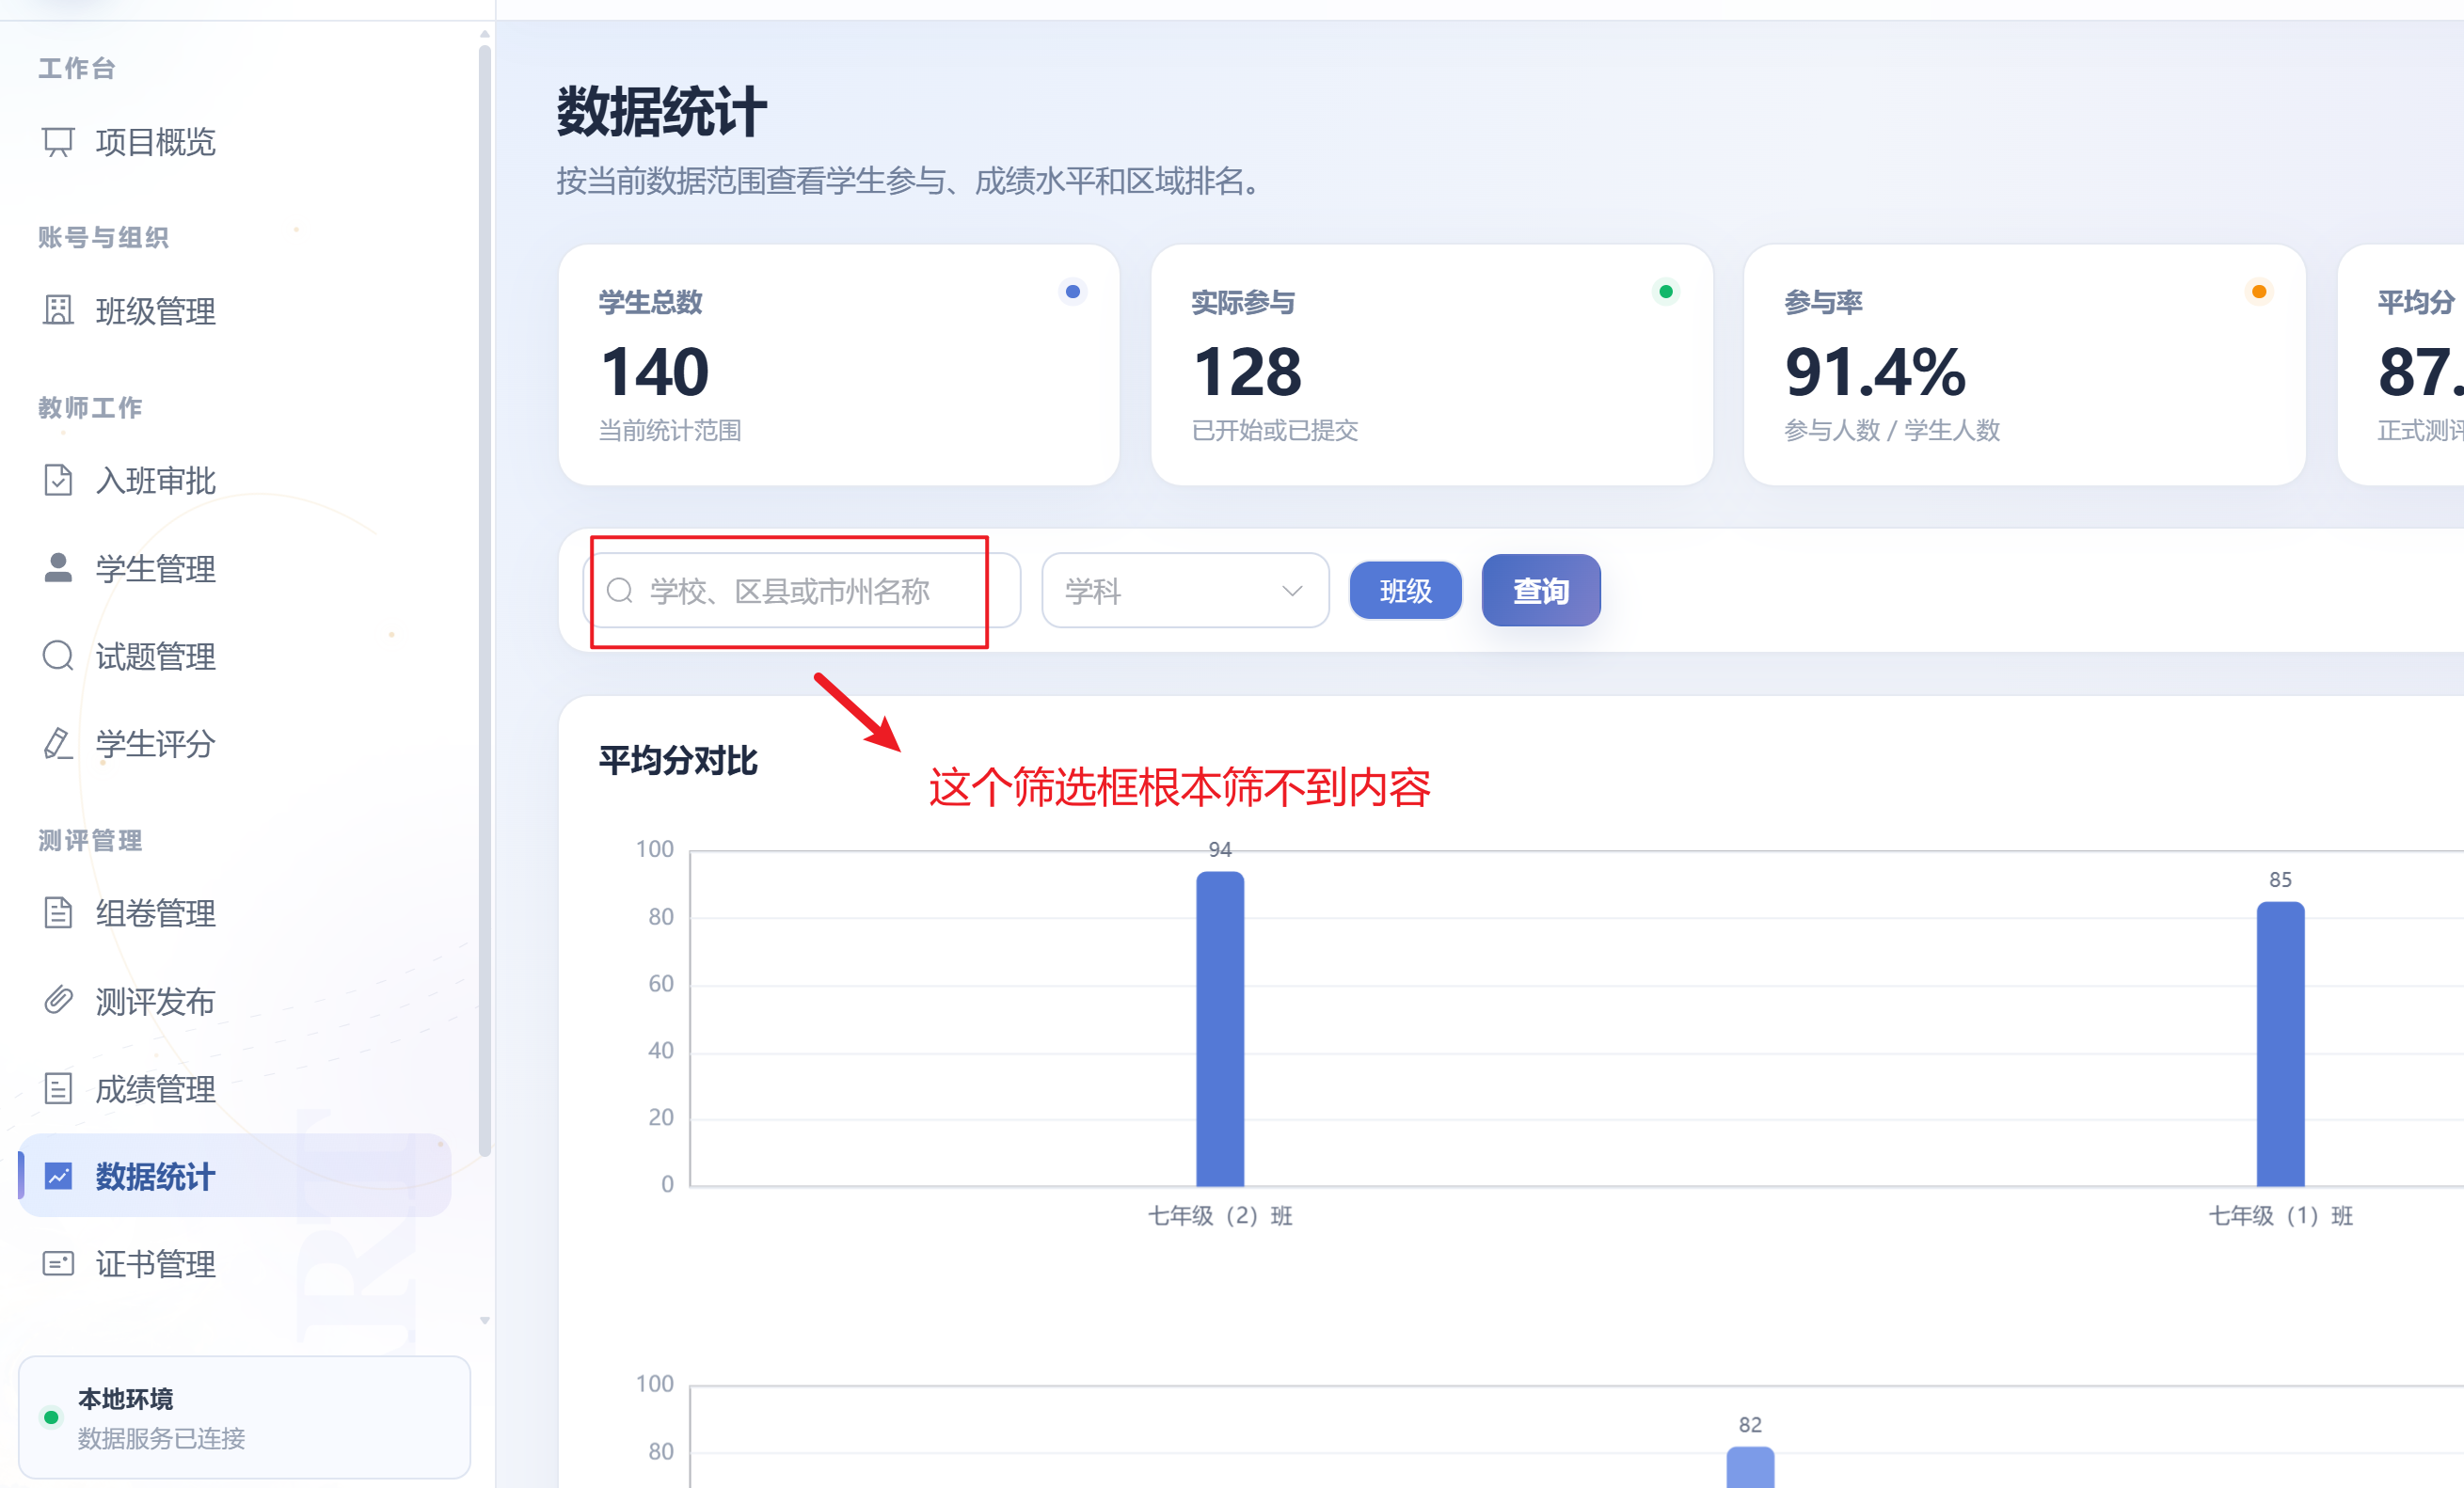 工作台
项目概览
账号与组织
班级管理
教师工作
入班审批
学生管理
试题管理
学生评分
测评管理
组卷管理
测评发布
成绩管理
数据统计
证书管理
RT
本地环境
数据服务已连接
数据统计
按当前数据范围查看学生参与、成绩水平和区域排名。
学生总数
140
当前统计范围
实际参与
128
已开始或已提交
参与率
91.4%
参与人数 / 学生人数
平均分
87.
正式测评
学校、区县或市州名称
学科
班级
查询
平均分对比
这个筛选框根本筛不到内容
100
80
60
40
20
0
94
85
七年级（2）班
七年级（1）班
100
80
82